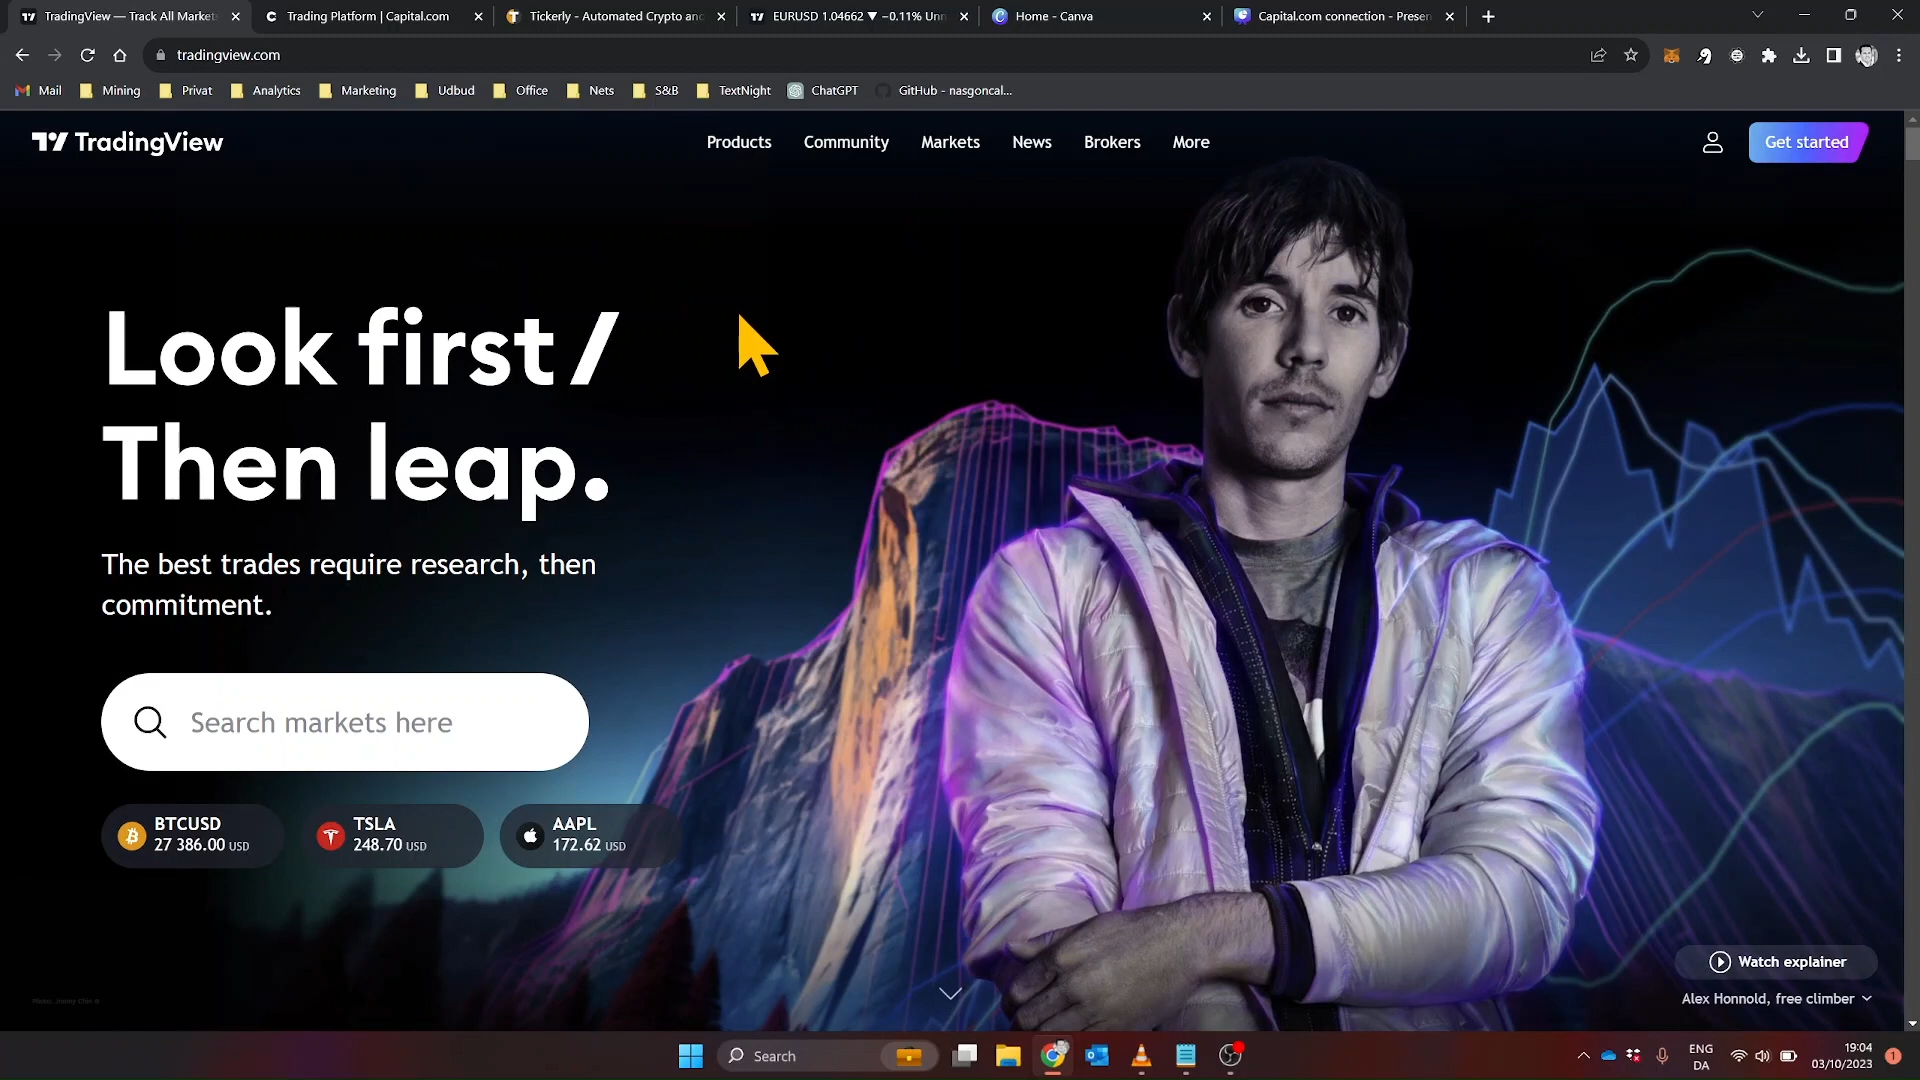 TradingView — Track All Markets
Trading Platform | Capital.com
Tickerly - Automated Crypto and
EURUSD 1.04662 ▼ −0.11% Unn
Home - Canva
Capital.com connection - Presen
tradingview.com
Mail
Mining
Privat
Analytics
Marketing
Udbud
Office
Nets
S&B
TextNight
ChatGPT
GitHub - nasgoncal...
TradingView
Products
Community
Markets
News
Brokers
More
Get started
Look first/
Then leap.
The best trades require research, then
commitment.
Search markets here
BTCUSD
27 386.00 USD
TSLA
248.70 USD
AAPL
172.62 USD
Watch explainer
Alex Honnold, free climber
Search
ENG
DA
19:04
03/10/2023
1